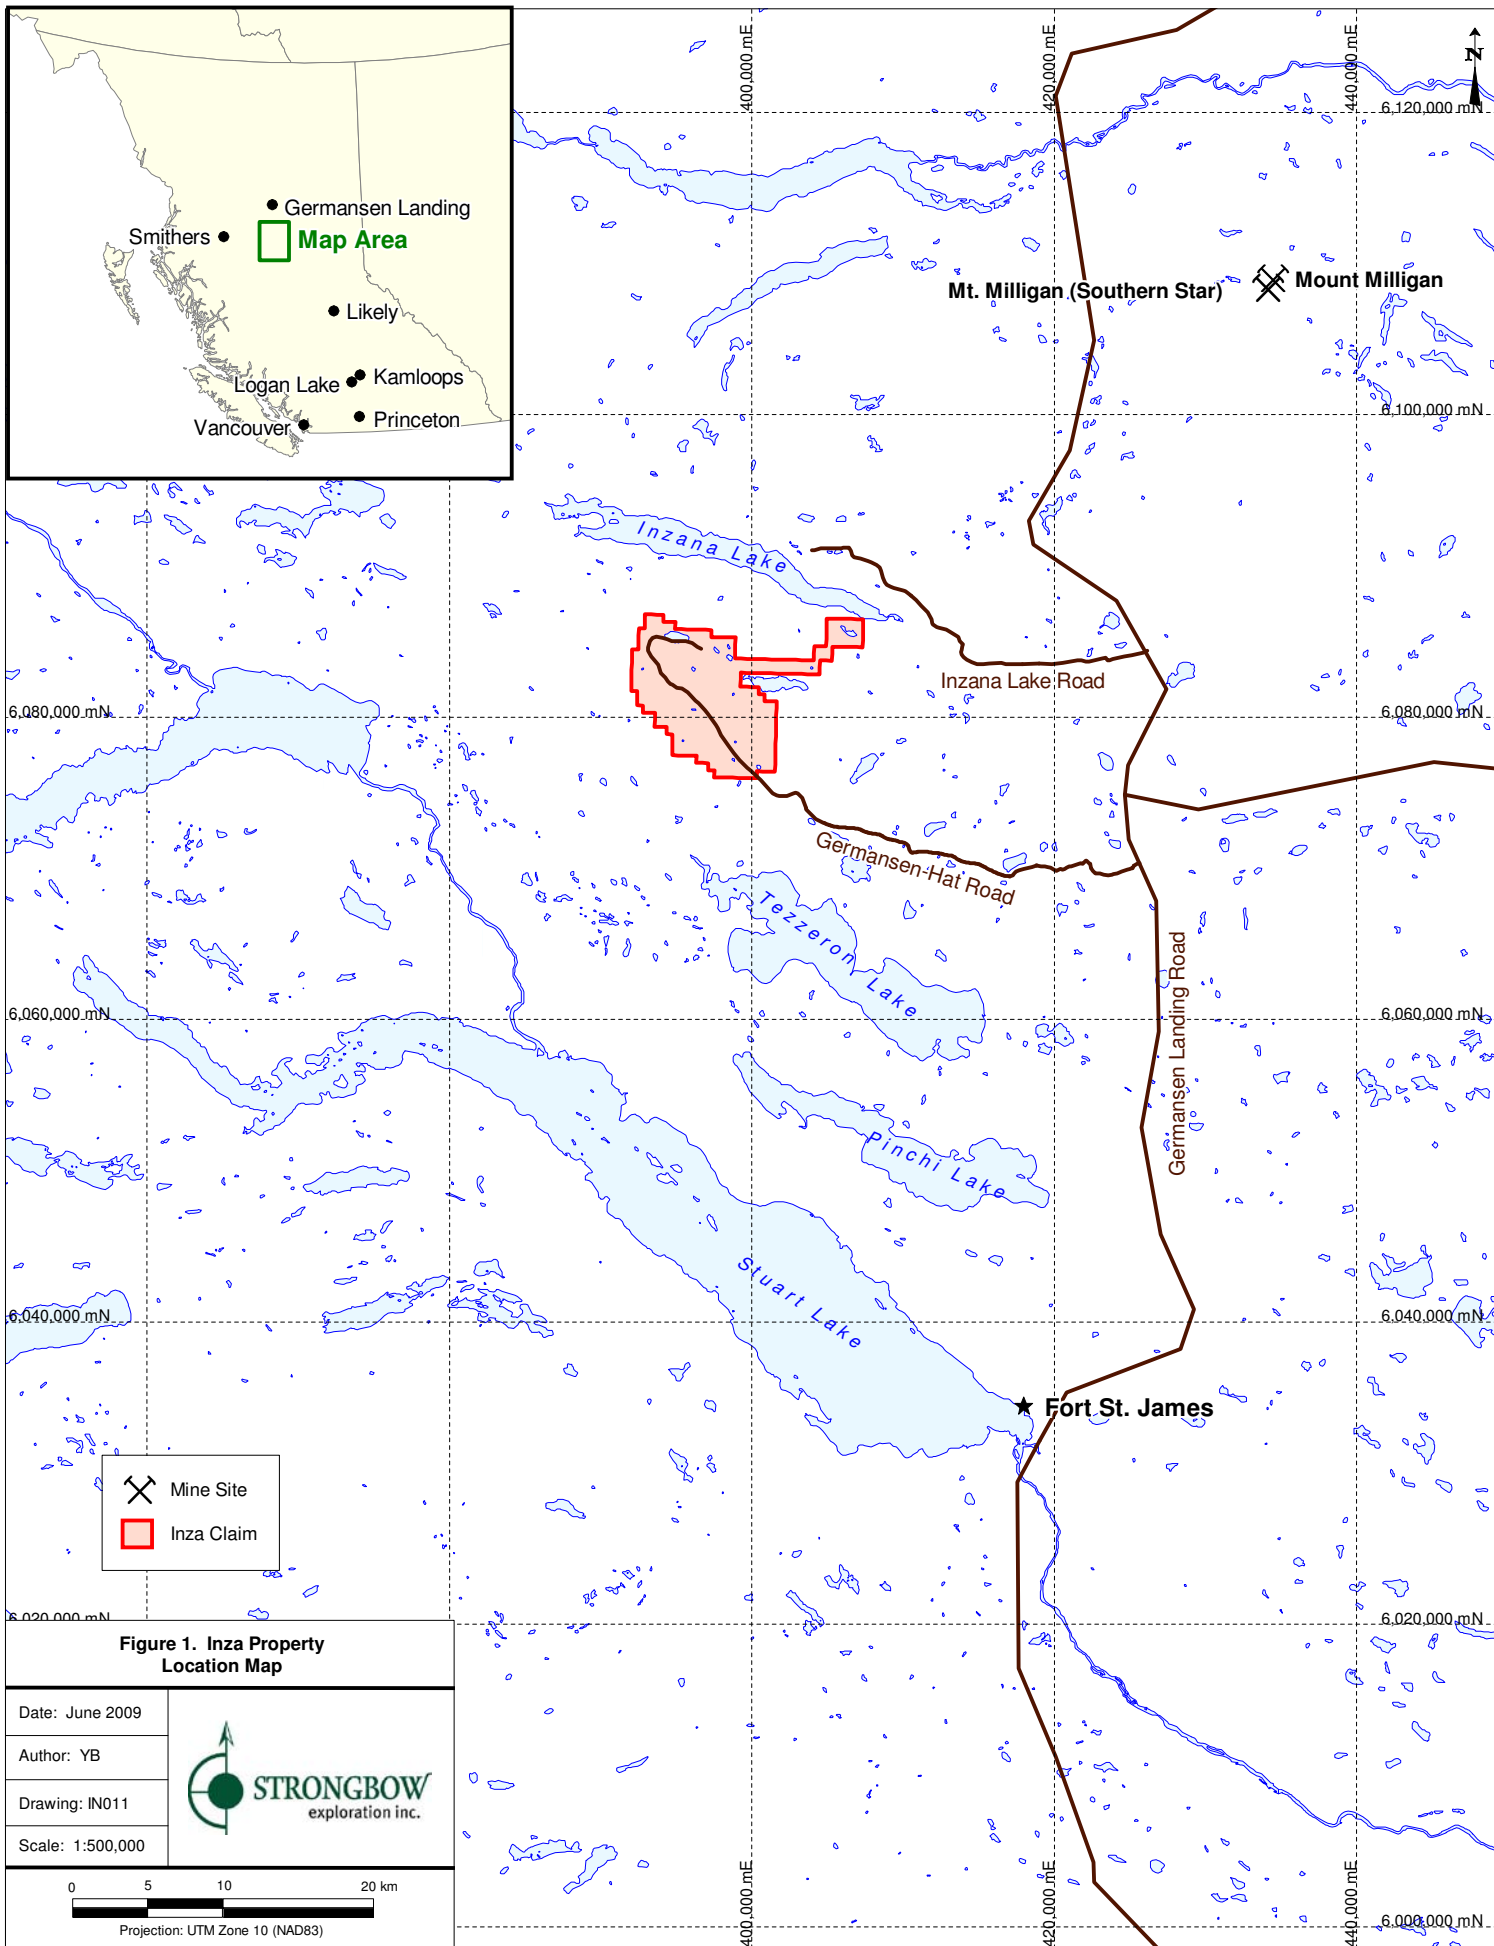 400,000 mE
420,000 mE
440,000 mE
N
6,120,000 mN
Germansen Landing
Smithers
Map Area
Likely
Logan Lake
Kamloops
Vancouver
Princeton
Mt. Milligan (Southern Star)
Mount Milligan
6,100,000 mN
Inzana Lake
Inzana Lake Road
6,080,000 mN
6,080,000 mN
Germansen-Hat Road
Tezzeron Lake
Germansen Landing Road
6,060,000 mN
6,060,000 mN
Pinchi Lake
Stuart Lake
6,040,000 mN
6,040,000 mN
Fort St. James
Mine Site
Inza Claim
6,020,000 mN
6,020,000 mN
Figure 1. Inza Property
Location Map
Date: June 2009
Author: YB
Drawing: IN011
Scale: 1:500,000
STRONGBOW
exploration inc.
0 5 10 20 km
Projection: UTM Zone 10 (NAD83)
400,000 mE
420,000 mE
440,000 mE
6,000,000 mN